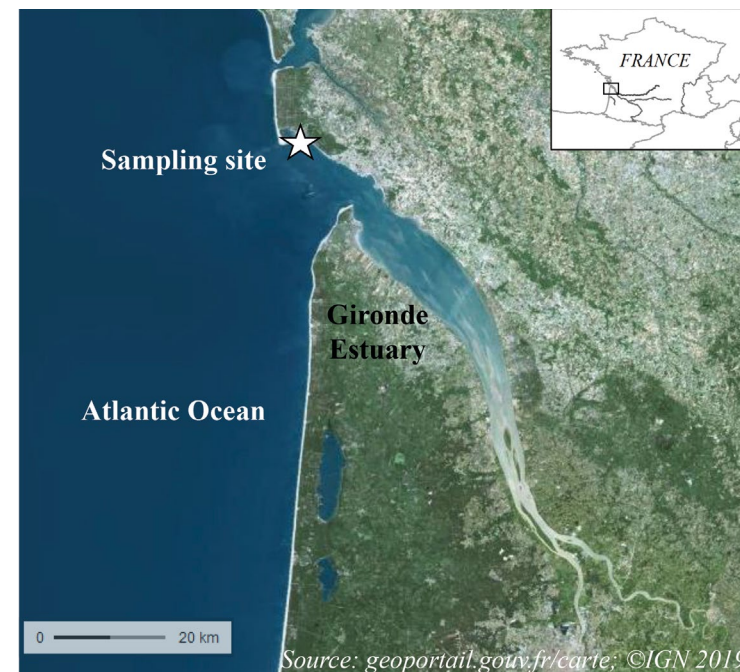 FRANCE
Sampling site
Gironde
Estuary
Atlantic Ocean
0 20 km
Source: geoportail.gouv.fr/carte; ©IGN 2019